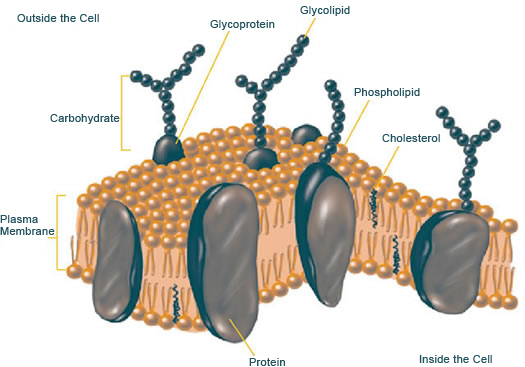 Outside the Cell
Glycolipid
Glycoprotein
Phospholipid
Carbohydrate
Cholesterol
Plasma
Membrane
Protein
Inside the Cell